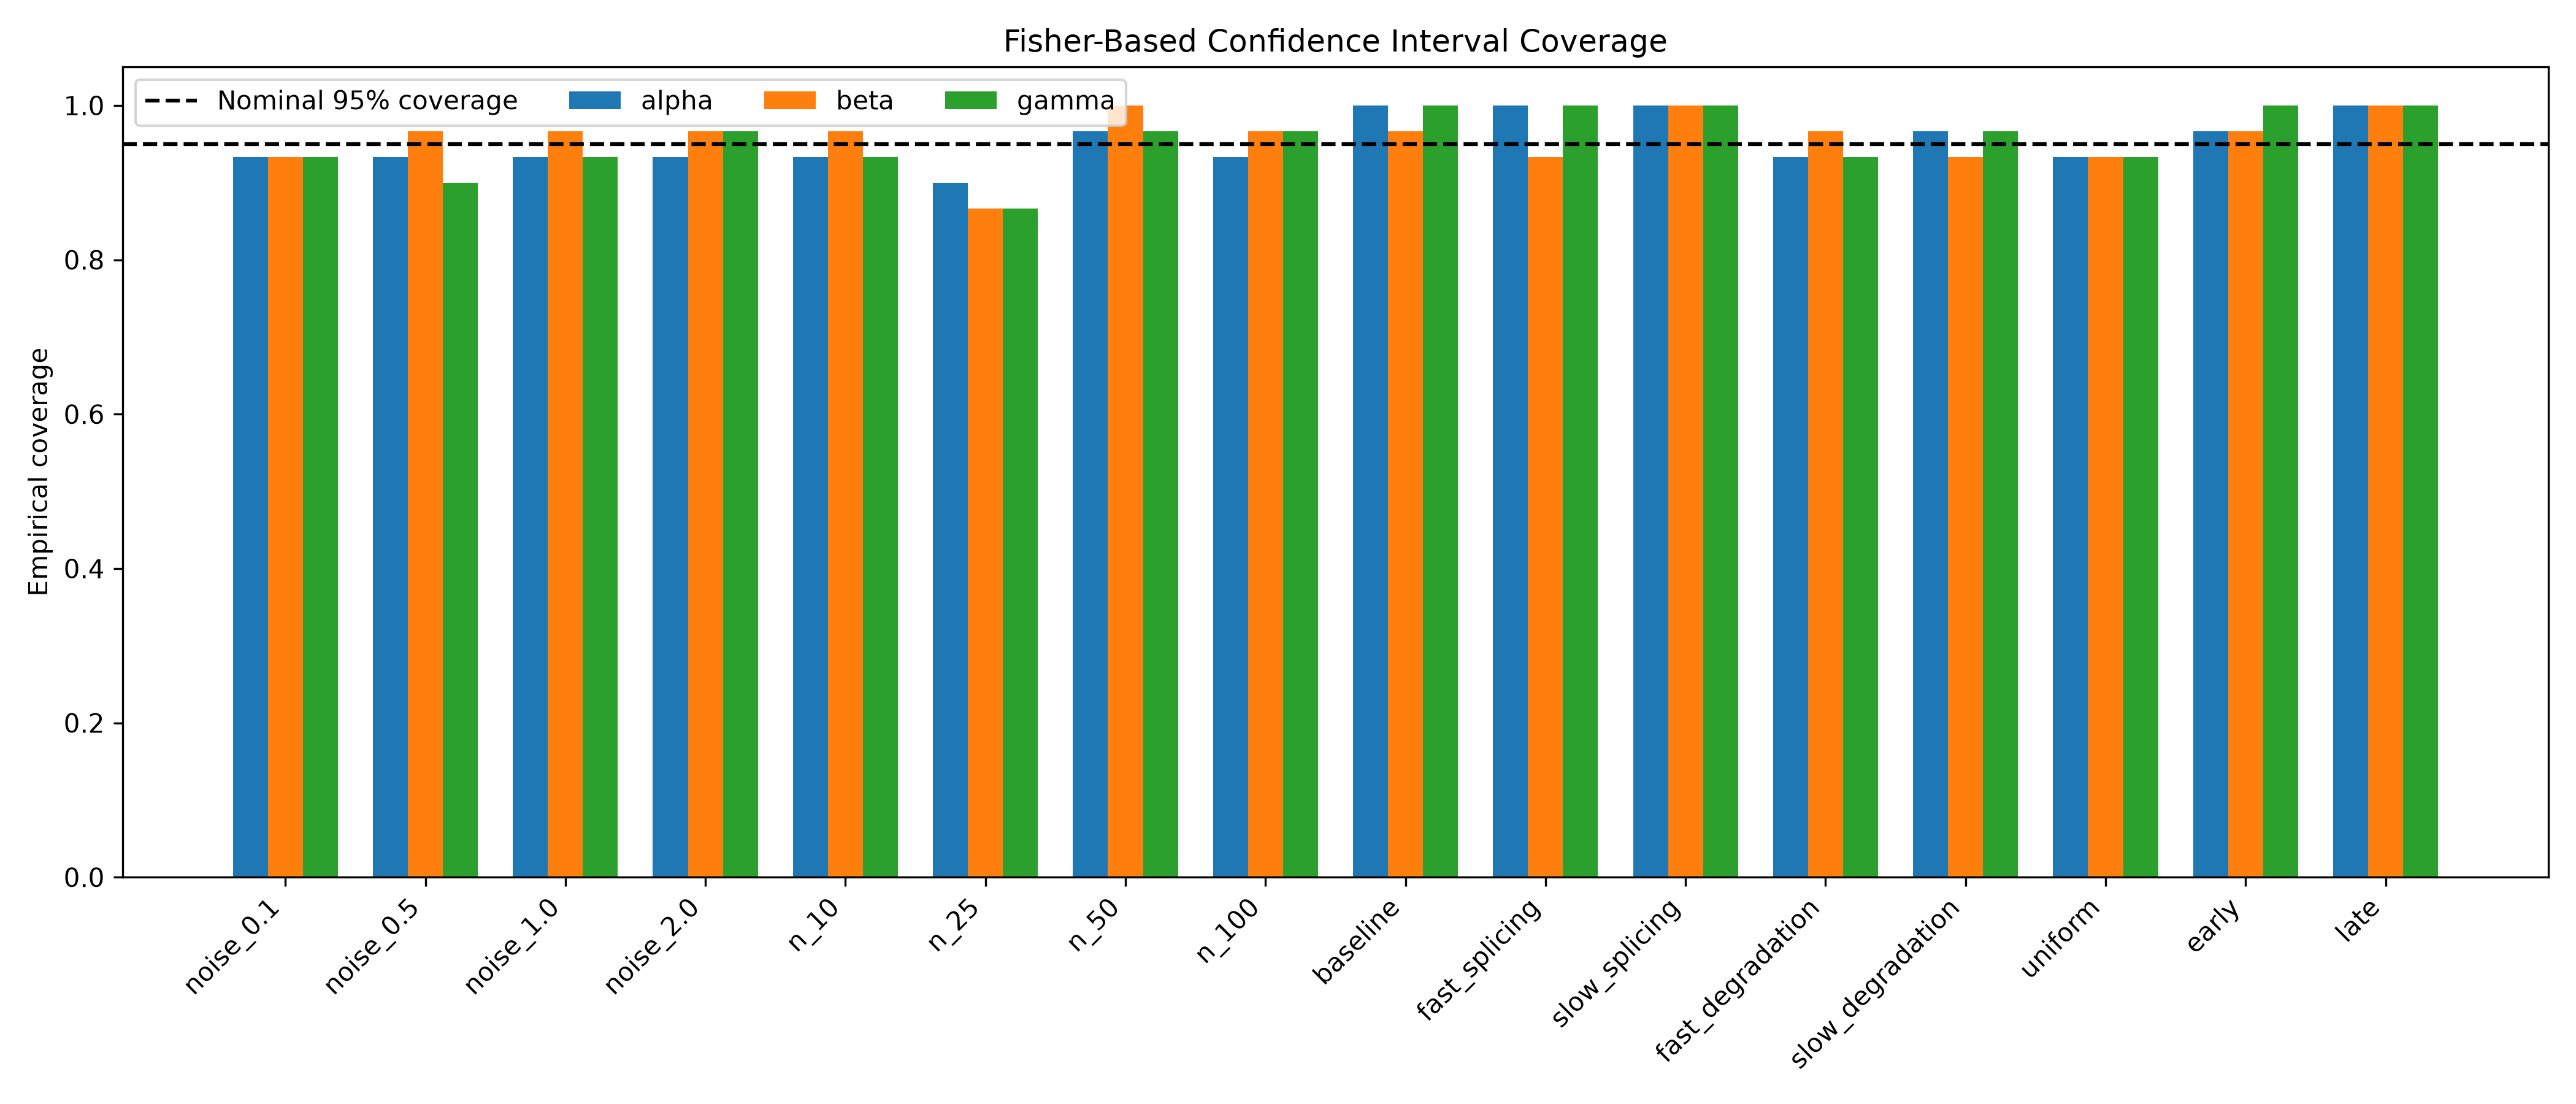 Fisher-Based Confidence Interval Coverage
Nominal 95% coverage alpha beta gamma
Empirical coverage
1.0
0.8
0.6
0.4
0.2
0.0
noise_0.1
noise_0.5
noise_1.0
noise_2.0
n_10
n_25
n_50
n_100
baseline
fast_splicing
slow_splicing
fast_degradation
slow_degradation
uniform
early
late